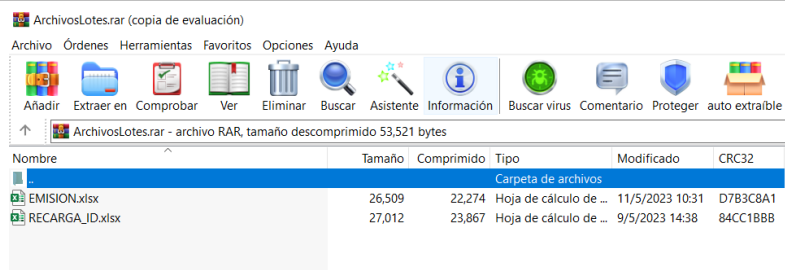 ArchivosLotes.rar (copia de evaluación)
Archivo Órdenes Herramientas Favoritos Opciones Ayuda
Añadir Extraer en Comprobar Ver Eliminar Buscar Asistente Información Buscar virus Comentario Proteger auto extraíble
ArchivosLotes.rar - archivo RAR, tamaño descomprimido 53,521 bytes
Nombre Tamaño Comprimido Tipo Modificado CRC32
.. Carpeta de archivos
EMISION.xlsx 26,509 22,274 Hoja de cálculo de ... 11/5/2023 10:31 D7B3C8A1
RECARGA_ID.xlsx 27,012 23,867 Hoja de cálculo de ... 9/5/2023 14:38 84CC1BBB